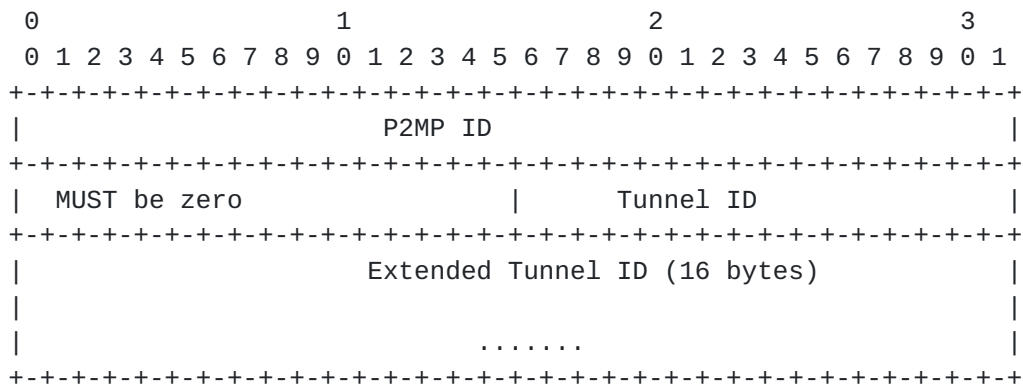 0                   1                   2                   3
 0 1 2 3 4 5 6 7 8 9 0 1 2 3 4 5 6 7 8 9 0 1 2 3 4 5 6 7 8 9 0 1
+-+-+-+-+-+-+-+-+-+-+-+-+-+-+-+-+-+-+-+-+-+-+-+-+-+-+-+-+-+-+-+-+
|                       P2MP ID                                 |
+-+-+-+-+-+-+-+-+-+-+-+-+-+-+-+-+-+-+-+-+-+-+-+-+-+-+-+-+-+-+-+-+
|  MUST be zero                 |      Tunnel ID                |
+-+-+-+-+-+-+-+-+-+-+-+-+-+-+-+-+-+-+-+-+-+-+-+-+-+-+-+-+-+-+-+-+
|                      Extended Tunnel ID (16 bytes)            |
|                                                               |
|                             .......                           |
+-+-+-+-+-+-+-+-+-+-+-+-+-+-+-+-+-+-+-+-+-+-+-+-+-+-+-+-+-+-+-+-+